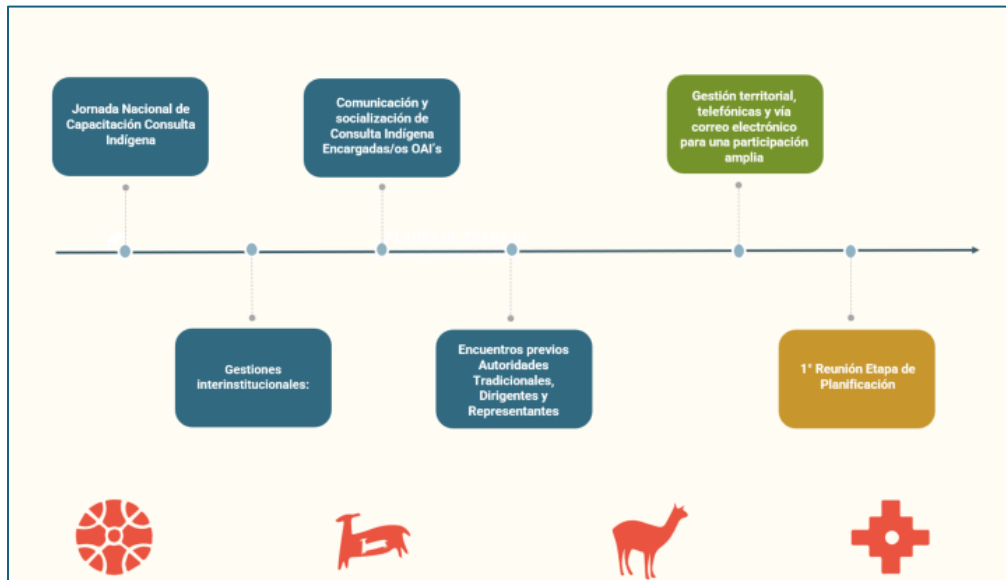 Jornada Nacional de
Capacitación Consulta
Indígena
Comunicación y
socialización de
Consulta Indígena
Encargadas/os OAI's
Gestión territorial,
telefónicas y vía
correo electrónico
para una participación
amplia
Gestiones
interinstitucionales:
Encuentros previos
Autoridades
Tradicionales,
Dirigentes y
Representantes
1° Reunión Etapa de
Planificación